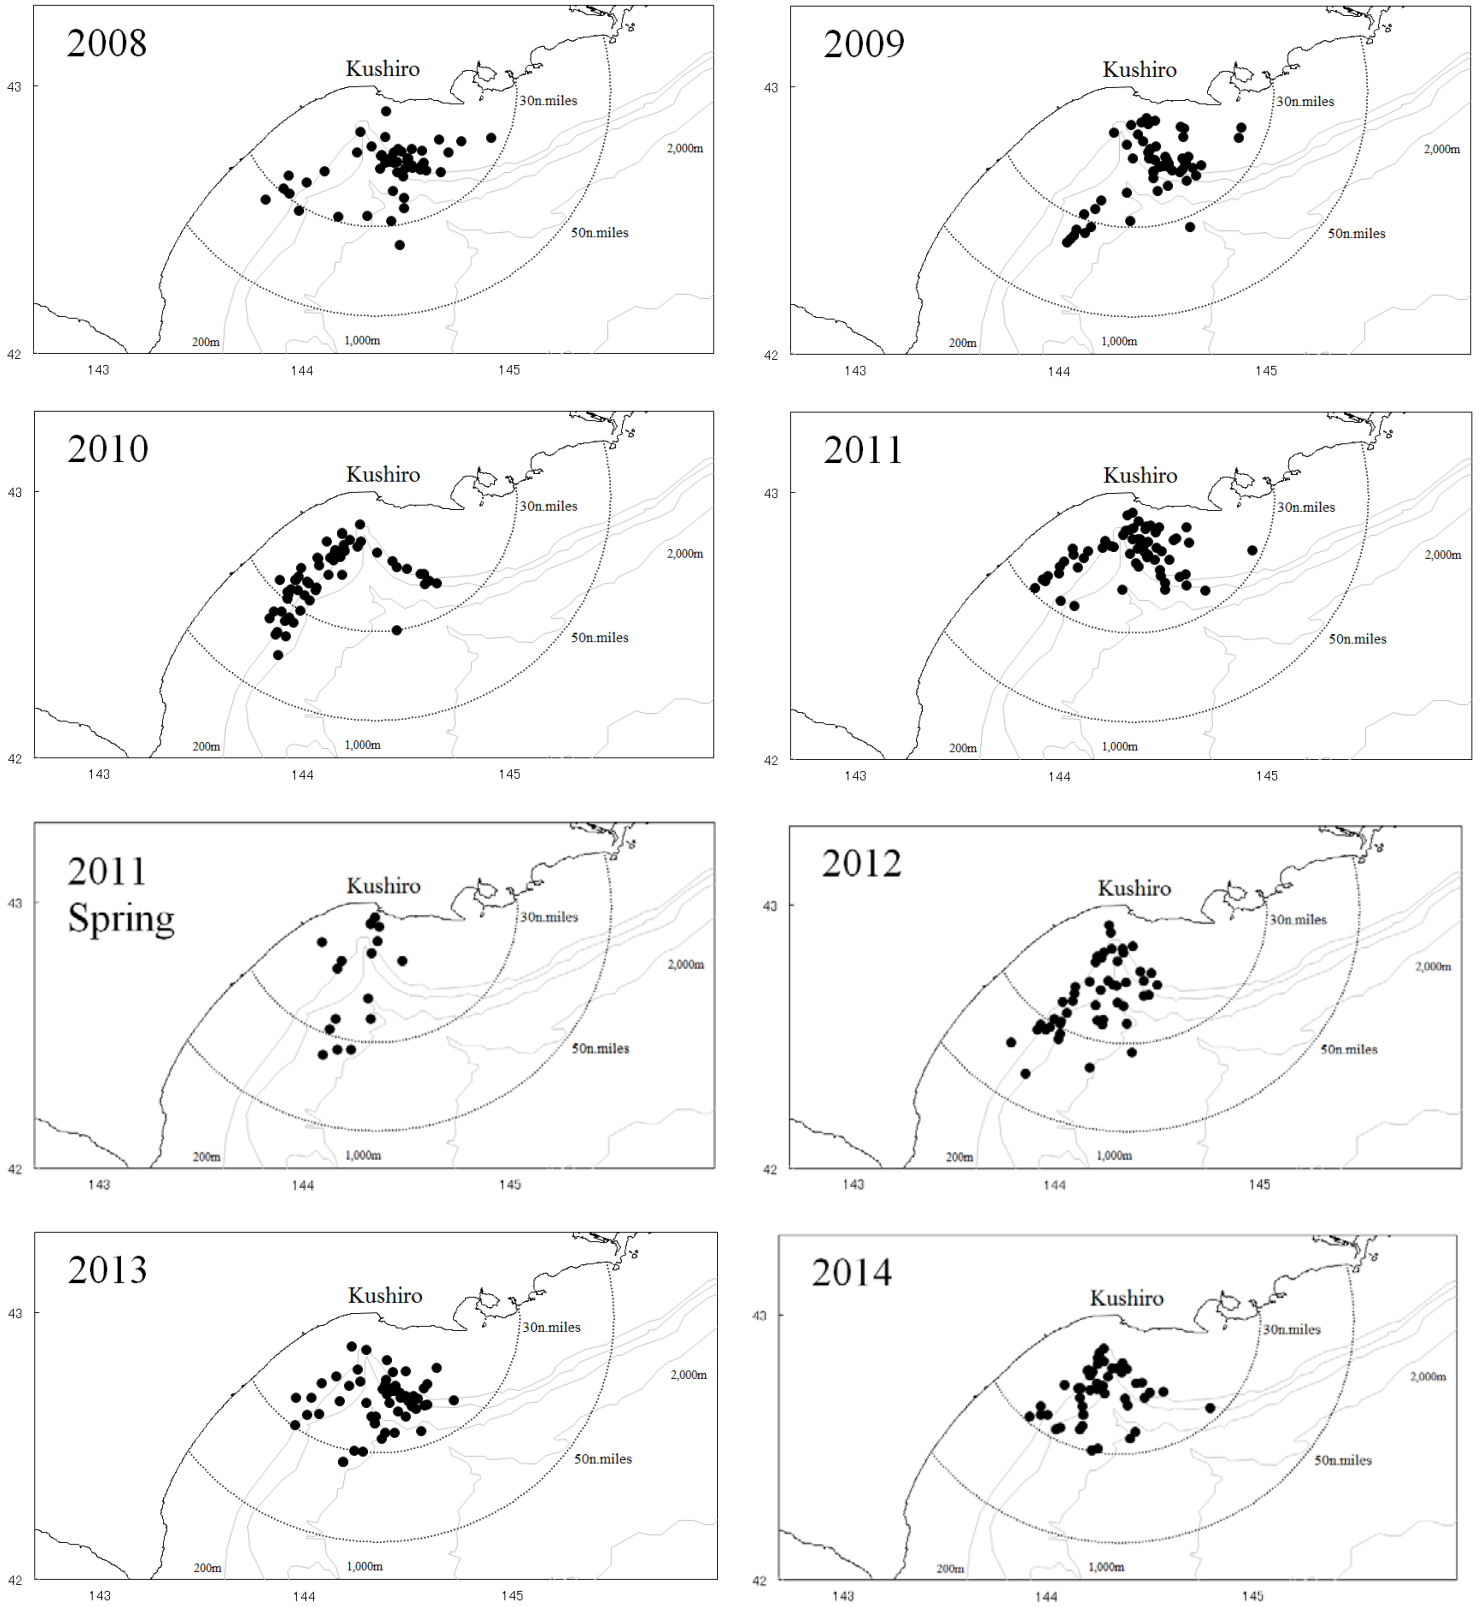 2008
Kushiro
43
30n.miles
2,000m
50n.miles
200m
1,000m
42
143
144
145
2009
Kushiro
43
30n.miles
2,000m
50n.miles
200m
1,000m
42
143
144
145
2010
Kushiro
43
30n.miles
2,000m
50n.miles
200m
1,000m
42
143
144
145
2011
Kushiro
43
30n.miles
2,000m
50n.miles
200m
1,000m
42
143
144
145
2011
Spring
Kushiro
43
30n.miles
2,000m
50n.miles
200m
1,000m
42
143
144
145
2012
Kushiro
43
30n.miles
2,000m
50n.miles
200m
1,000m
42
143
144
145
2013
Kushiro
43
30n.miles
2,000m
50n.miles
200m
1,000m
42
143
144
145
2014
Kushiro
43
30n.miles
2,000m
50n.miles
200m
1,000m
42
143
144
145